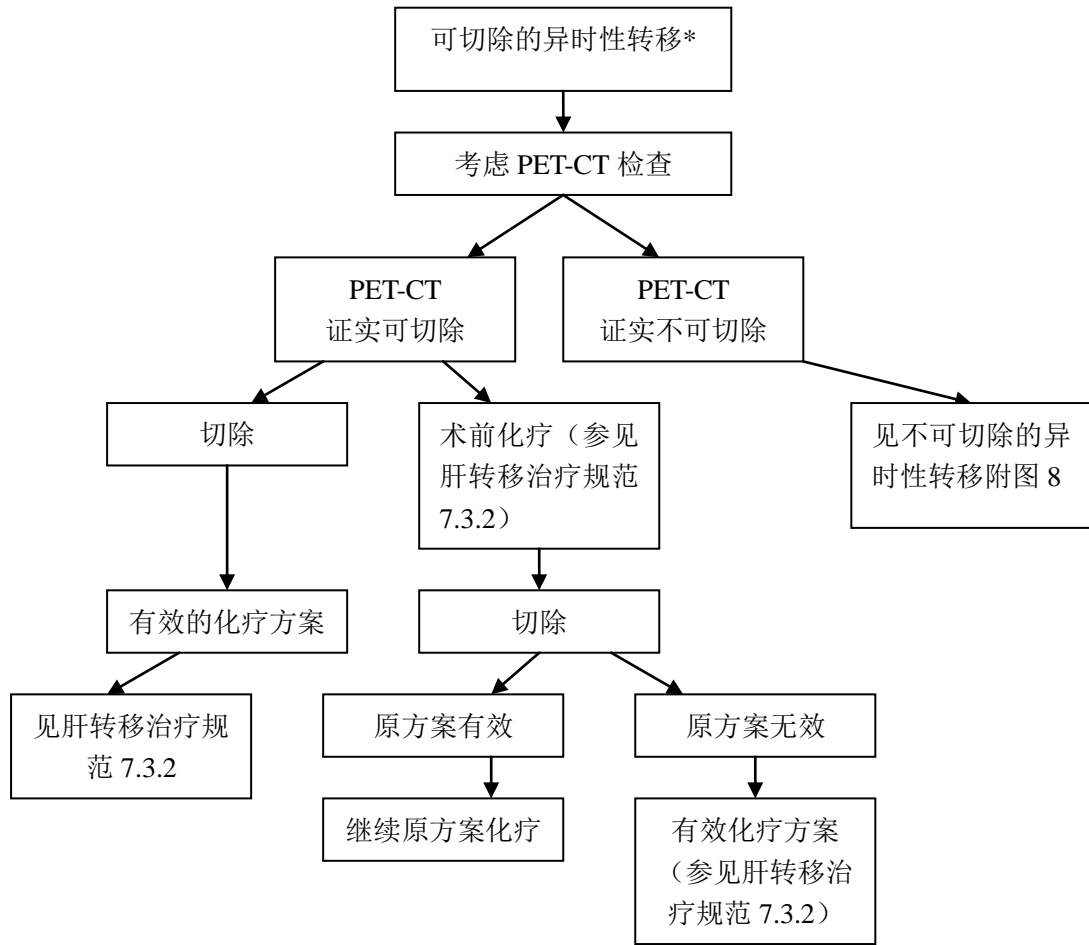 可切除的异时性转移*
考虑 PET-CT 检查
PET-CT
证实可切除
PET-CT
证实不可切除
切除
术前化疗（参见
肝转移治疗规范
7.3.2）
见不可切除的异
时性转移附图 8
有效的化疗方案
切除
见肝转移治疗规
范 7.3.2
原方案有效
原方案无效
继续原方案化疗
有效化疗方案
（参见肝转移治
疗规范 7.3.2）